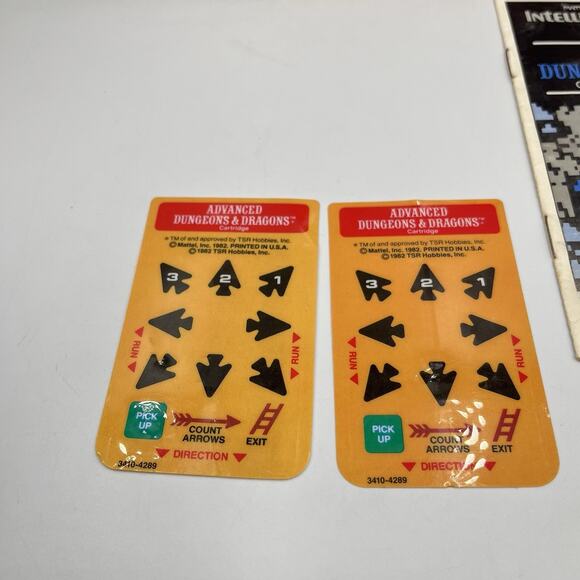 INTELL
DUN
ADVANCED
DUNGEONS & DRAGONS™
Cartridge
* TM of and approved by TSR Hobbies, Inc.
©Mattel, Inc. 1982. PRINTED IN U.S.A.
©1982 TSR Hobbies, Inc.
3 2 1
RUN RUN
PICK
UP
COUNT
ARROWS
EXIT
DIRECTION
3410-4289
ADVANCED
DUNGEONS & DRAGONS™
Cartridge
* TM of and approved by TSR Hobbies, Inc.
©Mattel, Inc. 1982. PRINTED IN U.S.A.
©1982 TSR Hobbies, Inc.
3 2 1
RUN RUN
PICK
UP
COUNT
ARROWS
EXIT
DIRECTION
3410-4289